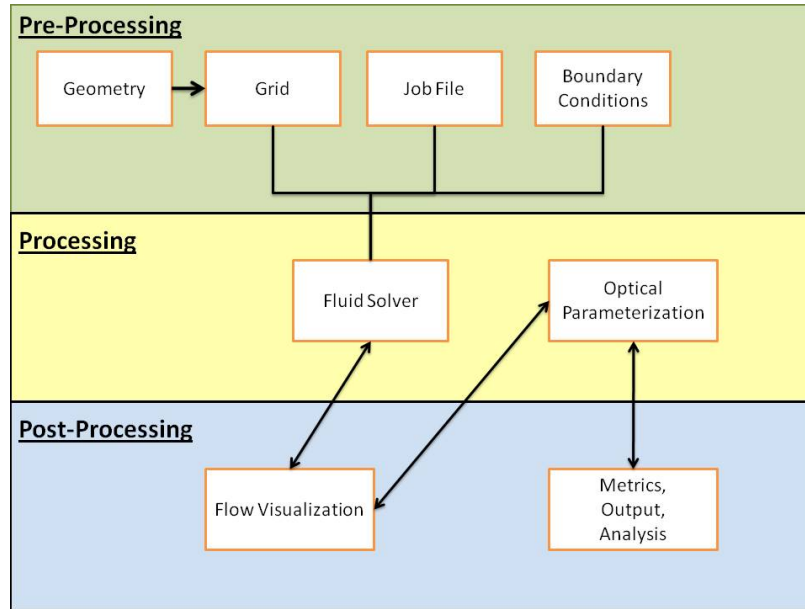 Pre-Processing
Geometry
Grid
Job File
Boundary
Conditions
Processing
Fluid Solver
Optical
Parameterization
Post-Processing
Flow Visualization
Metrics,
Output,
Analysis